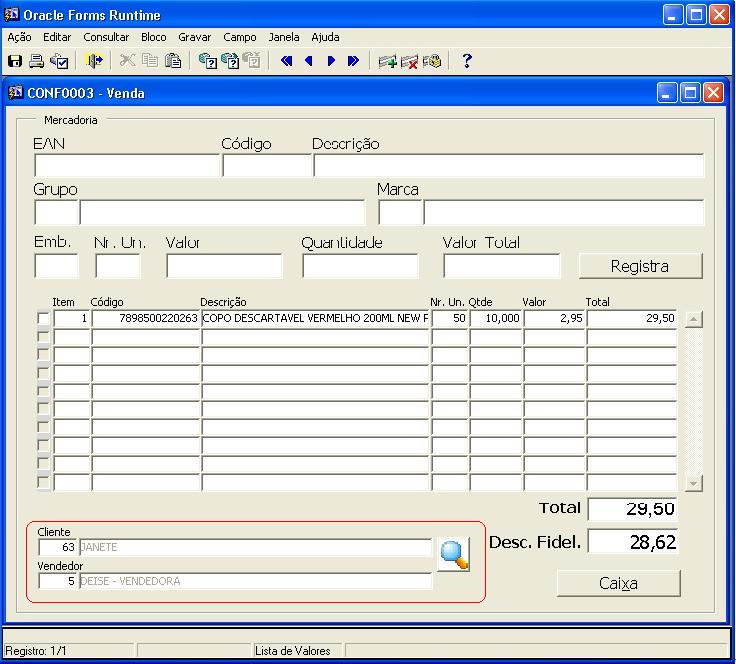 Oracle Forms Runtime
Ação Editar Consultar Bloco Gravar Campo Janela Ajuda
CONF0003 - Venda
Mercadoria
EAN Código Descrição
Grupo Marca
Emb. Nr. Un. Valor Quantidade Valor Total
Registra
Item Código Descrição Nr. Un. Qtde Valor Total
1 7898500220263 COPO DESCARTAVEL VERMELHO 200ML NEW 50 10,000 2,95 29,50
Total 29,50
Cliente
63 JANETE
Desc. Fidel. 28,62
Vendedor
5 DEISE - VENDEDORA
Caixa
Registro: 1/1 Lista de Valores